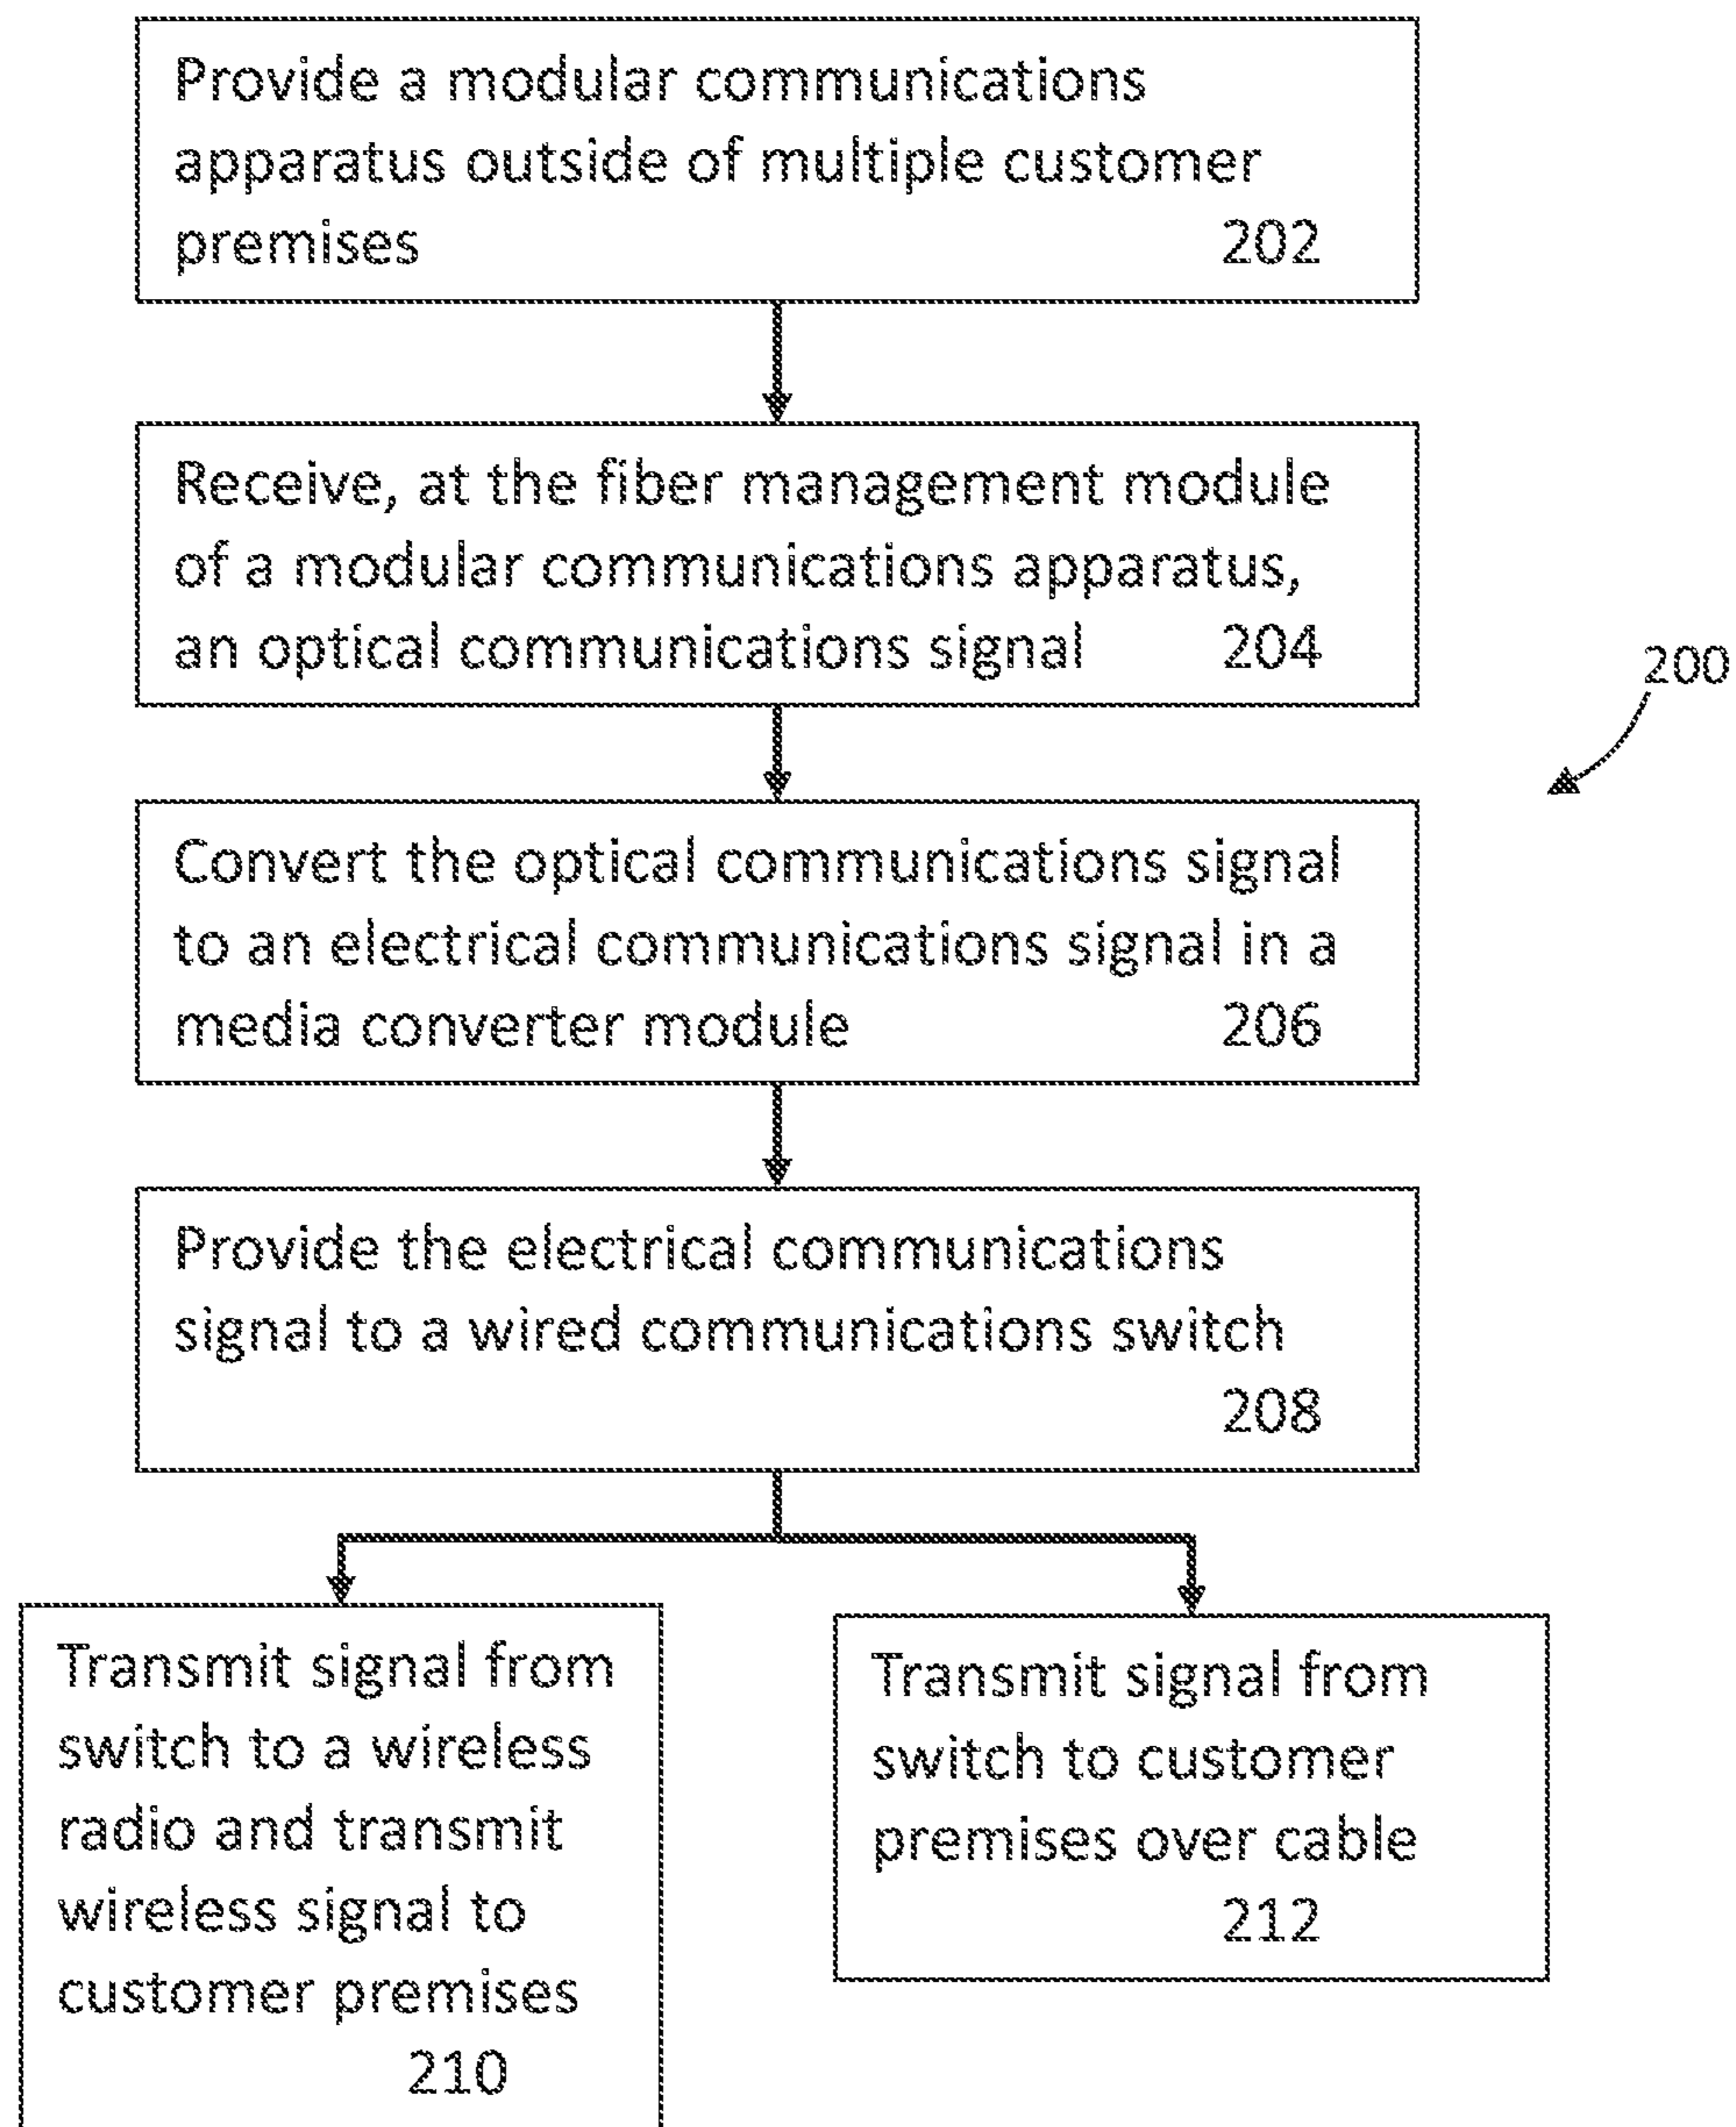 Provide a modular communications
apparatus outside of multiple customer
premises 202
Receive, at the fiber management module
of a modular communications apparatus,
an optical communications signal 204
200
Convert the optical communications signal
to an electrical communications signal in a
media converter module 206
Provide the electrical communications
signal to a wired communications switch
208
Transmit signal from
switch to a wireless
radio and transmit
wireless signal to
customer premises
210
Transmit signal from
switch to customer
premises over cable
212